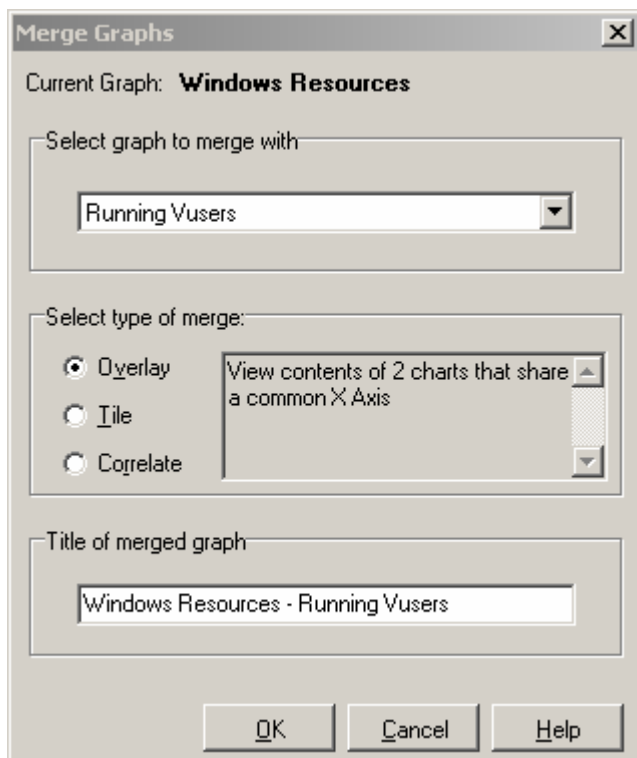 Merge Graphs
Current Graph: Windows Resources
Select graph to merge with
Running Vusers
Select type of merge:
Overlay
Tile
Correlate
View contents of 2 charts that share
a common X Axis
Title of merged graph
Windows Resources - Running Vusers
OK Cancel Help